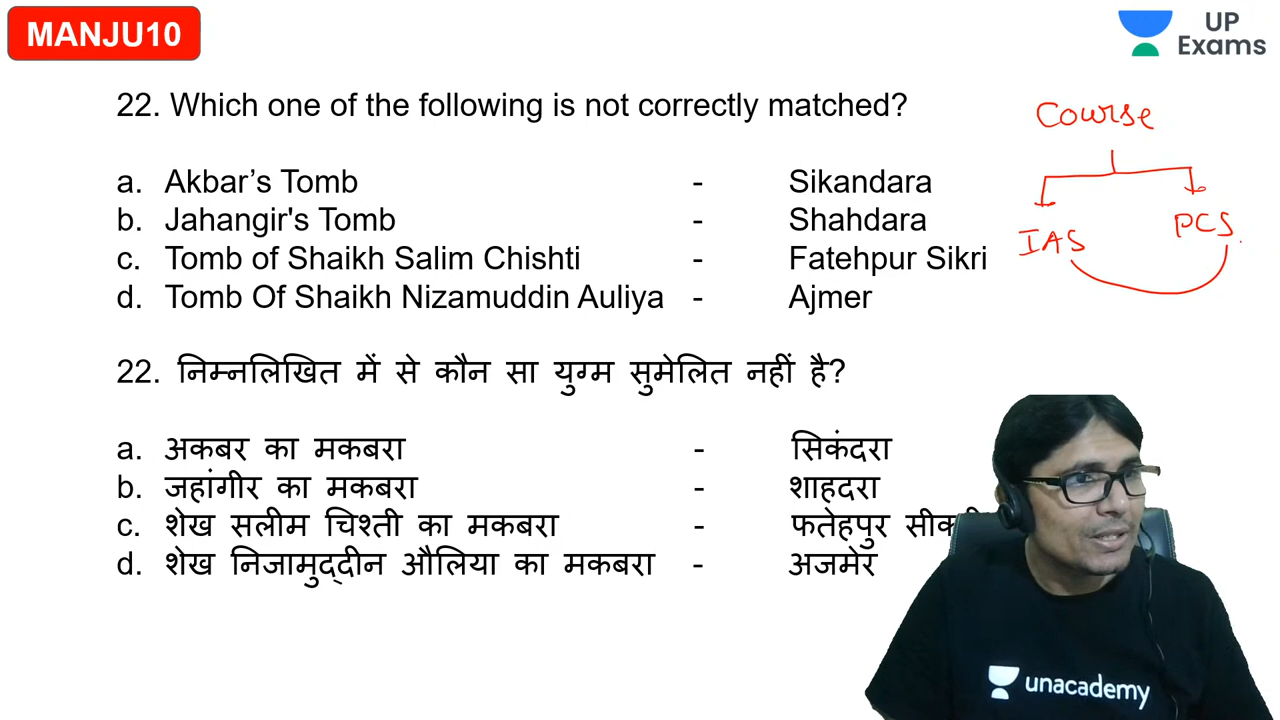 MANJU10
UP
Exams
22. Which one of the following is not correctly matched?
a. Akbar’s Tomb - Sikandara
b. Jahangir's Tomb - Shahdara
c. Tomb of Shaikh Salim Chishti - Fatehpur Sikri
d. Tomb Of Shaikh Nizamuddin Auliya - Ajmer
Course
IAS PCS
22. निम्नलिखित में से कौन सा युग्म सुमेलित नहीं है?
a. अकबर का मकबरा - सिकंदरा
b. जहांगीर का मकबरा - शाहदरा
c. शेख सलीम चिश्ती का मकबरा - फतेहपुर
d. शेख निजामुद्दीन औलिया का मकबरा - अजमेर
unacademy